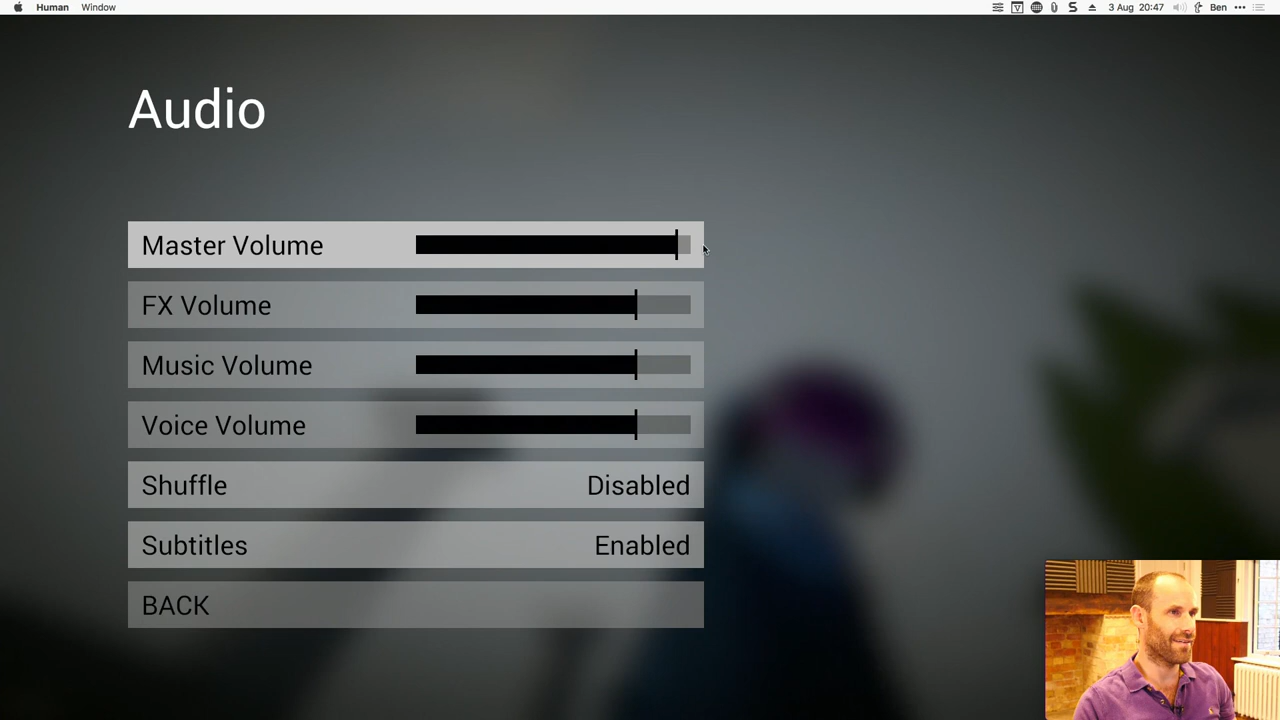 Human Window 3 Aug 20:47 Ben
Audio
Master Volume
FX Volume
Music Volume
Voice Volume
Shuffle Disabled
Subtitles Enabled
BACK